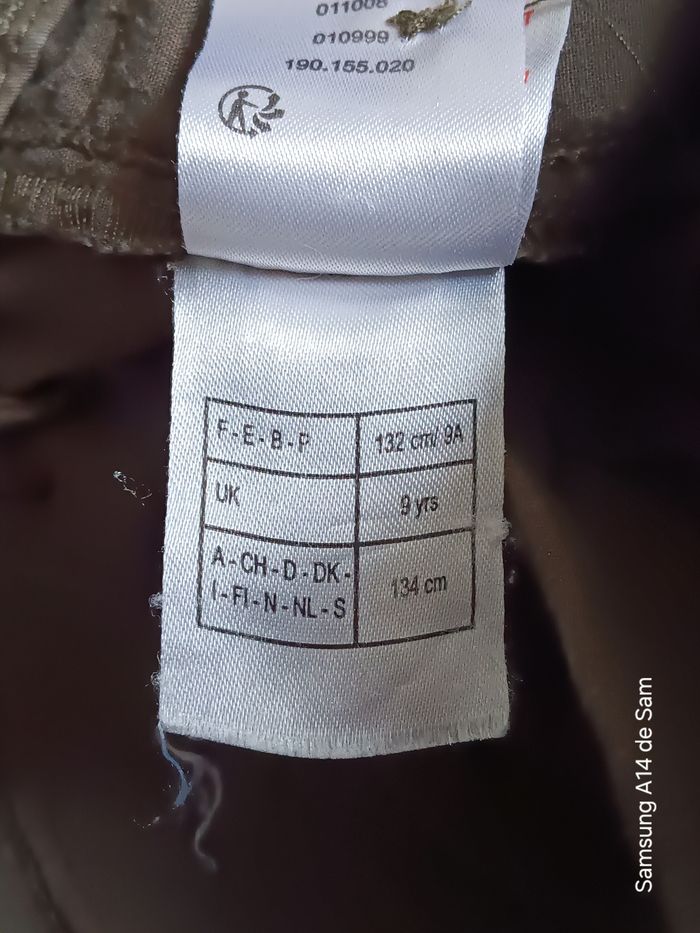 011008
010999
190.155.020
F-E-B-P 132 cm/ 9A
UK 9 yrs
A-CH-D-DK- 134 cm
I-FI-N-NL-S
Samsung A14 de Sam